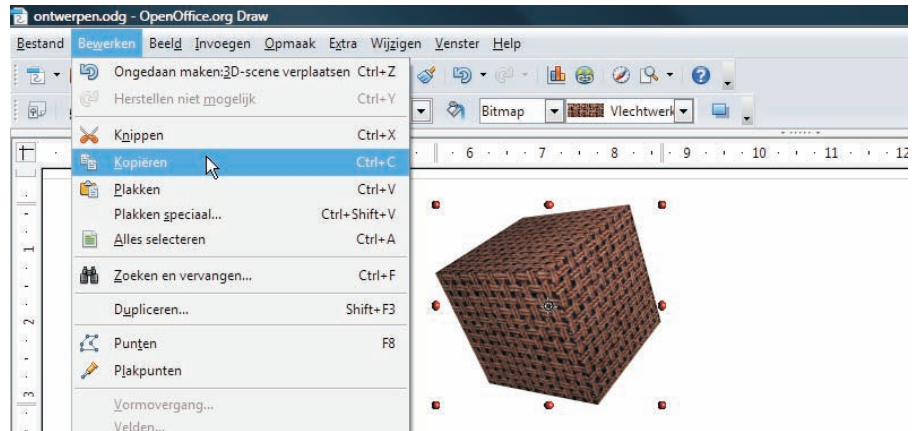 ontwerpen.odg - OpenOffice.org Draw
Bestand Bewerken Beeld Invoegen Opmaak Extra Wijzigen Venster Help
Ongedaan maken:3D-scene verplaatsen Ctrl+Z
Herstellen niet mogelijk Ctrl+Y
Bitmap Vlechtwerk
Knippen Ctrl+X
Kopiëren Ctrl+C
6 7 8 9 10 11 12
Plakken Ctrl+V
Plakken speciaal... Ctrl+Shift+V
Alles selecteren Ctrl+A
1
Zoeken en vervangen... Ctrl+F
Dupliceren... Shift+F3
2
Punten F8
Plakpunten
3
Vormovergang...
Velden...